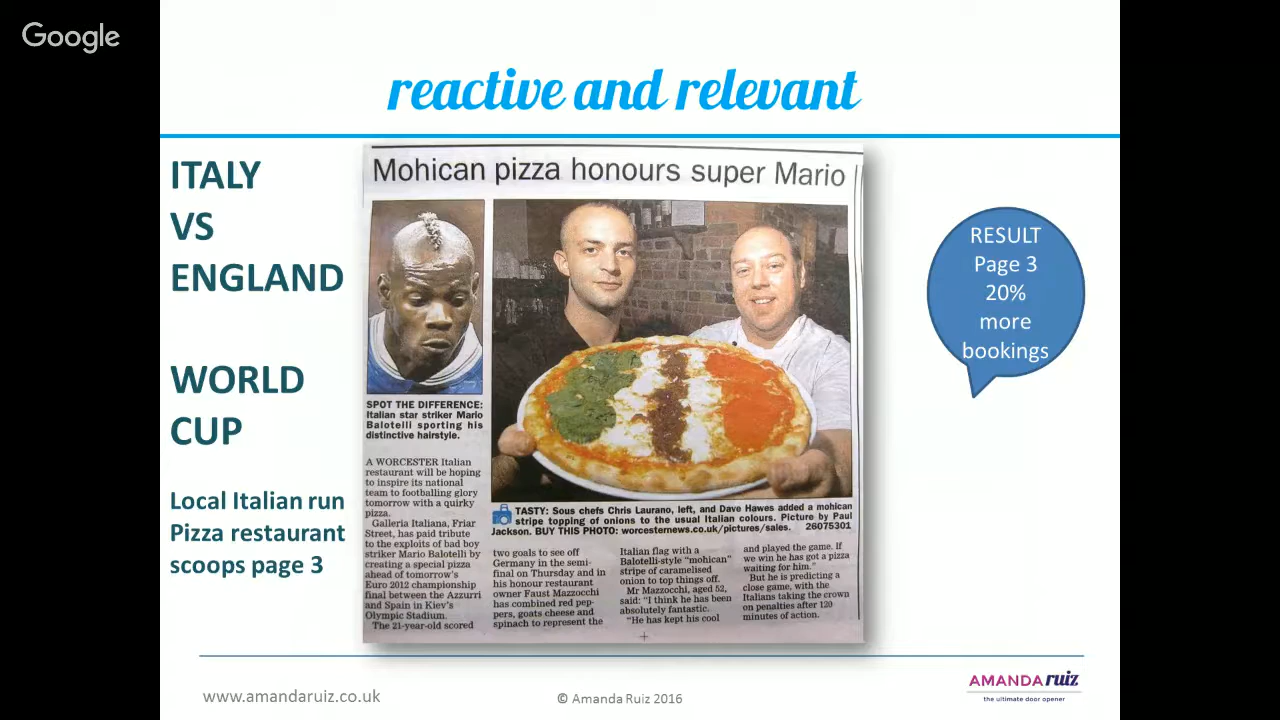 Google
reactive and relevant
ITALY
VS
ENGLAND
WORLD
CUP
Local Italian run
Pizza restaurant
scoops page 3
Mohican pizza honours super Mario
SPOT THE DIFFERENCE:
Italian star striker Mario
Balotelli sporting his
distinctive hairstyle.
A WORCESTER Italian
restaurant will be hoping
to inspire its national
team to footballing glory
tomorrow with a quirky
pizza.
Galleria Italiana, Friar
Street, has paid tribute
to the exploits of bad boy
striker Mario Balotelli by
creating a special pizza
ahead of tomorrow's
Euro 2012 championship
final between the Azzurri
and Spain in Kiev's
Olympic Stadium.
The 21-year-old scored
TASTY: Sous chefs Chris Laurano, left, and Dave Hawes added a mohican
stripe topping of onions to the usual Italian colours. Picture by Paul
Jackson. BUY THIS PHOTO: worcesternews.co.uk/pictures/sales. 26075301
two goals to see off
Germany in the semi-
final on Thursday and in
his honour restaurant
owner Faust Mazzocchi
has combined red pep-
pers, goats cheese and
spinach to represent the
Italian flag with a
Balotelli-style "mohican"
stripe of caramelised
onion to top things off.
Mr Mazzocchi, aged 52,
said: "I think he has been
absolutely fantastic.
"He has kept his cool
and played the game. If
we win he has got a pizza
waiting for him."
But he is predicting a
close game, with the
Italians taking the crown
on penalties after 120
minutes of action.
RESULT
Page 3
20%
more
bookings
www.amandaruiz.co.uk
© Amanda Ruiz 2016
AMANDA ruiz
the ultimate door opener